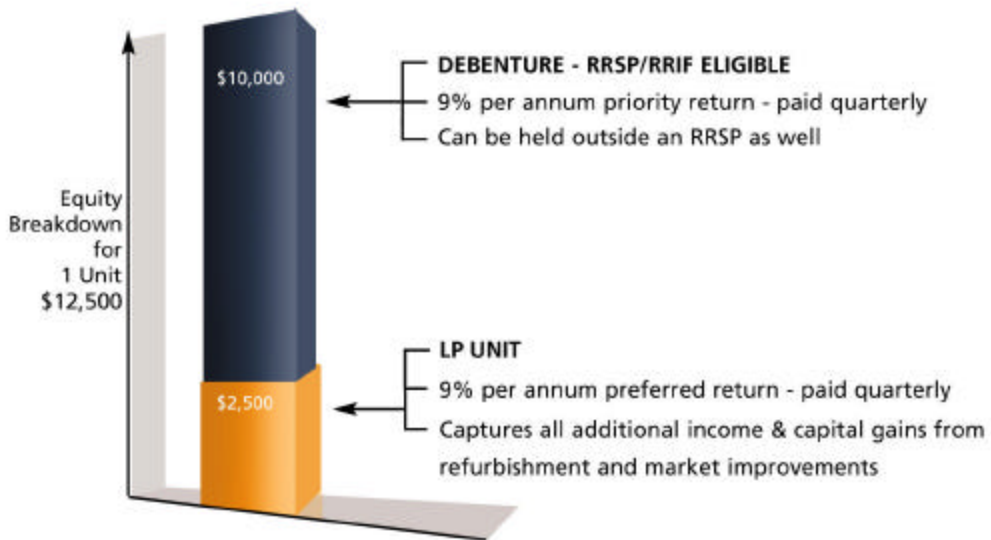 $10,000
DEBENTURE - RRSP/RRIF ELIGIBLE
9% per annum priority return - paid quarterly
Can be held outside an RRSP as well
Equity
Breakdown
for
1 Unit
$12,500
$2,500
LP UNIT
9% per annum preferred return - paid quarterly
Captures all additional income & capital gains from
refurbishment and market improvements